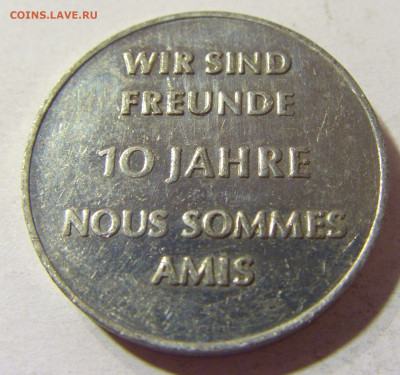 COINS.LAVE.RU
WIR SIND
FREUNDE
10 JAHRE
NOUS SOMMES
AMIS